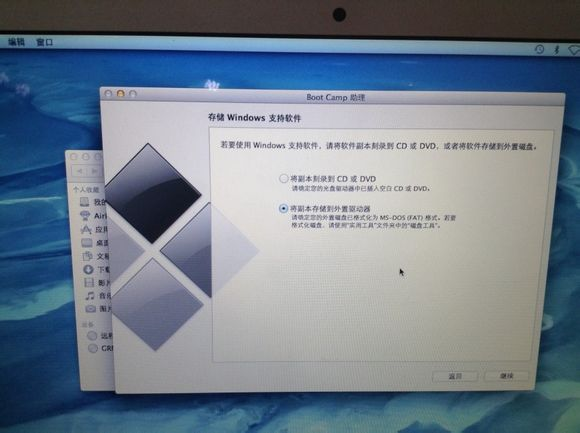 编辑 窗口
Boot Camp 助理
存储 Windows 支持软件
若要使用 Windows 支持软件，请将软件副本刻录到 CD 或 DVD，或者将软件存储到外置磁盘。
将副本刻录到 CD 或 DVD
请确定您的光盘驱动器中已插入空白 CD 或 DVD。
将副本存储到外置驱动器
请确定您的外置磁盘已格式化为 MS-DOS (FAT) 格式。若要
格式化磁盘，请使用“实用工具”文件夹中的“磁盘工具”。
个人收藏
我的
Air
应用
桌面
文稿
下载
影片
音乐
图片
设备
远程
返回
继续